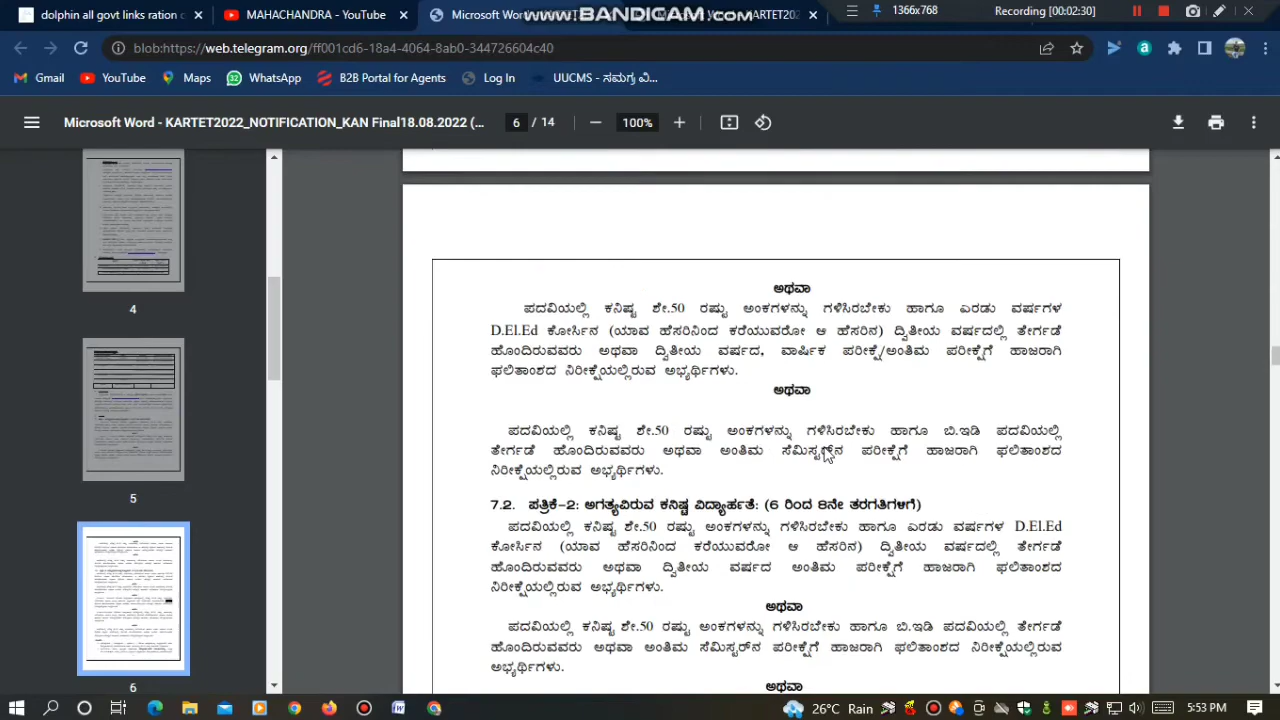 dolphin all govt linkcration c
MAHACHANDRA - YouTube
Microsoft Wor
KARTET202
www.BANDICAM.com
1366x768
Recording [00:02:30]
blob:https://web.telegram.org/ff001cd6-18a4-4064-8ab0-344726604c40
Gmail
YouTube
Maps
WhatsApp
B2B Portal for Agents
Log In
UUCMS - ಸಮಗ್ರ ವಿ...
Microsoft Word - KARTET2022_NOTIFICATION_KAN Final18.08.2022 (...
6 / 14
100%
4
5
6
ಅಥವಾ
ಪದವಿಯಲ್ಲಿ ಕನಿಷ್ಟ ಶೇ.50 ರಷ್ಟು ಅಂಕಗಳನ್ನು ಗಳಿಸಿರಬೇಕು ಹಾಗೂ ಎರಡು ವರ್ಷಗಳ
D.El.Ed ಕೋರ್ಸಿನ (ಯಾವ ಹೆಸರಿನಿಂದ ಕರೆಯುವರೋ ಆ ಹೆಸರಿನ) ದ್ವಿತೀಯ ವರ್ಷದಲ್ಲಿ ತೇರ್ಗಡೆ
ಹೊಂದಿರುವವರು ಅಥವಾ ದ್ವಿತೀಯ ವರ್ಷದ, ವಾರ್ಷಿಕ ಪರೀಕ್ಷೆ/ಅಂತಿಮ ಪರೀಕ್ಷೆಗೆ ಹಾಜರಾಗಿ
ಫಲಿತಾಂಶದ ನಿರೀಕ್ಷೆಯಲ್ಲಿರುವ ಅಭ್ಯರ್ಥಿಗಳು.
ಅಥವಾ
ಪದವಿಯಲ್ಲಿ ಕನಿಷ್ಟ ಶೇ.50 ರಷ್ಟು ಅಂಕಗಳನ್ನು ಗಳಿಸಿರಬೇಕು ಹಾಗೂ ಬಿ.ಇಡಿ ಪದವಿಯಲ್ಲಿ
ತೇರ್ಗಡೆ ಹೊಂದಿರುವವರು ಅಥವಾ ಅಂತಿಮ ಪರೀಕ್ಷೆಗೆ ಹಾಜರಾಗಿ ಫಲಿತಾಂಶದ
ನಿರೀಕ್ಷೆಯಲ್ಲಿರುವ ಅಭ್ಯರ್ಥಿಗಳು.
7.2. ಪತ್ರಿಕೆ-2: ಅಗತ್ಯವಿರುವ ಕನಿಷ್ಟ ವಿದ್ಯಾರ್ಹತೆ: (6 ರಿಂದ 8ನೇ ತರಗತಿಗಳಿಗೆ)
ಪದವಿಯಲ್ಲಿ ಕನಿಷ್ಟ ಶೇ.50 ರಷ್ಟು ಅಂಕಗಳನ್ನು ಗಳಿಸಿರಬೇಕು ಹಾಗೂ ಎರಡು ವರ್ಷಗಳ D.El.Ed
ಕೋರ್ಸಿನ (ಯಾವ ಹೆಸರಿನಿಂದ ಕರೆಯುವರೋ ಆ ಹೆಸರಿನ) ದ್ವಿತೀಯ ವರ್ಷದಲ್ಲಿ ತೇರ್ಗಡೆ
ಹೊಂದಿರುವವರು ಅಥವಾ ದ್ವಿತೀಯ ವರ್ಷದ ಅಂತಿಮ ಪರೀಕ್ಷೆಗೆ ಹಾಜರಾಗಿ ಫಲಿತಾಂಶದ
ನಿರೀಕ್ಷೆಯಲ್ಲಿರುವ ಅಭ್ಯರ್ಥಿಗಳು.
ಅಥವಾ
ಪದವಿಯಲ್ಲಿ ಕನಿಷ್ಟ ಶೇ.50 ರಷ್ಟು ಅಂಕಗಳನ್ನು ಗಳಿಸಿರಬೇಕು ಹಾಗೂ ಬಿ.ಇಡಿ ಪದವಿಯಲ್ಲಿ ತೇರ್ಗಡೆ
ಹೊಂದಿರುವವರು ಅಥವಾ ಅಂತಿಮ ಸೆಮಿಸ್ಟರ್‌ನ ಪರೀಕ್ಷೆಗೆ ಹಾಜರಾಗಿ ಫಲಿತಾಂಶದ ನಿರೀಕ್ಷೆಯಲ್ಲಿರುವ
ಅಭ್ಯರ್ಥಿಗಳು.
ಅಥವಾ
26°C Rain
5:53 PM